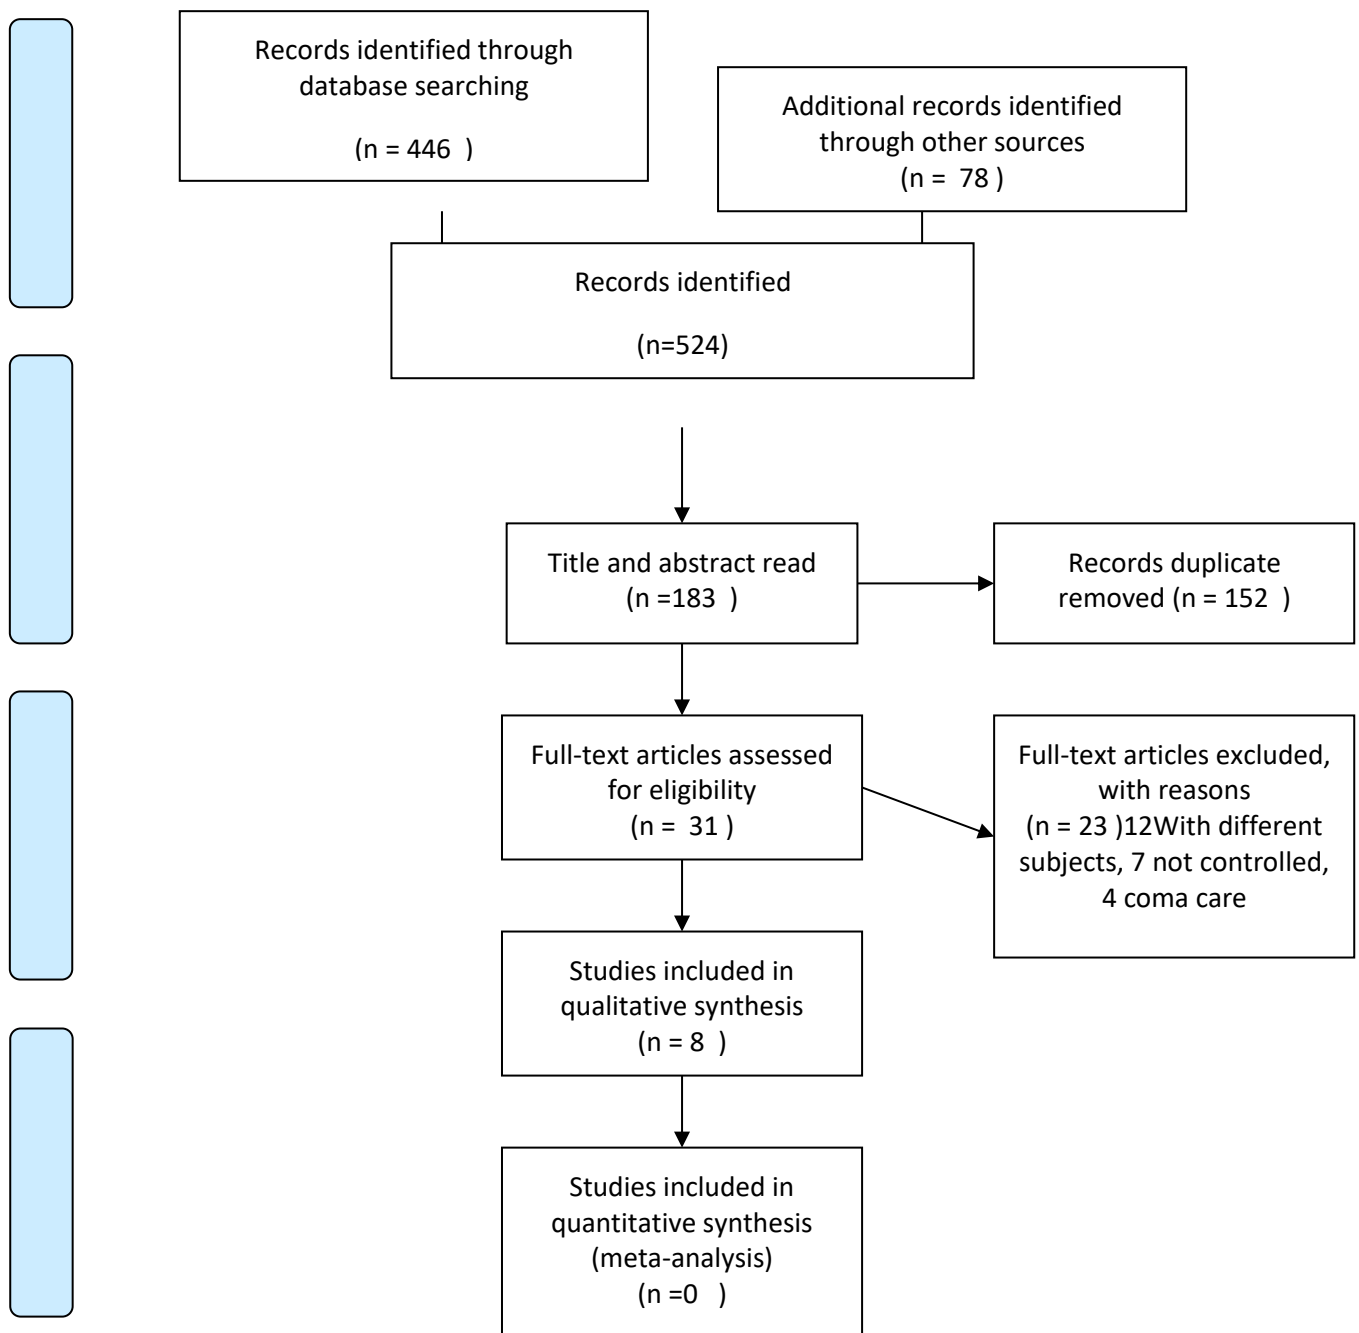 Records identified through
database searching
(n = 446  )
Additional records identified
through other sources
(n =  78 )
Records identified
(n=524)
Title and abstract read
(n =183  )
Records duplicate
removed (n = 152  )
Full-text articles assessed
for eligibility
(n =  31 )
Full-text articles excluded,
with reasons
(n = 23 )12With different
subjects, 7 not controlled,
4 coma care
Studies included in
qualitative synthesis
(n = 8  )
Studies included in
quantitative synthesis
(meta-analysis)
(n =0   )